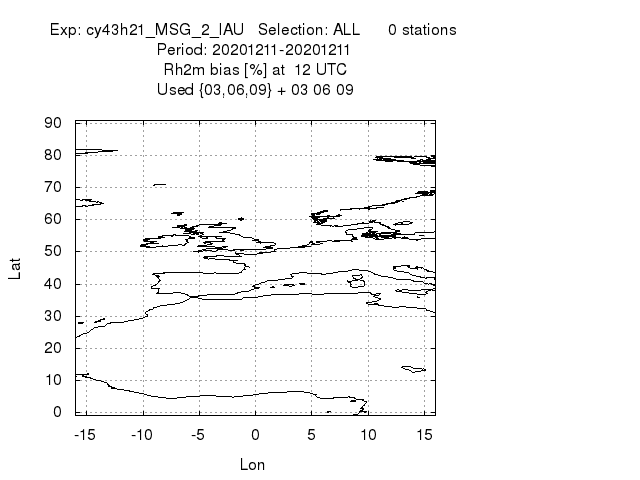 Exp: cy43h21_MSG_2_IAU Selection: ALL 0 stations
Period: 20201211-20201211
Rh2m bias [%] at 12 UTC
Used {03,06,09} + 03 06 09
90
80
70
60
50
40
30
20
10
0
Lat
-15 -10 -5 0 5 10 15
Lon